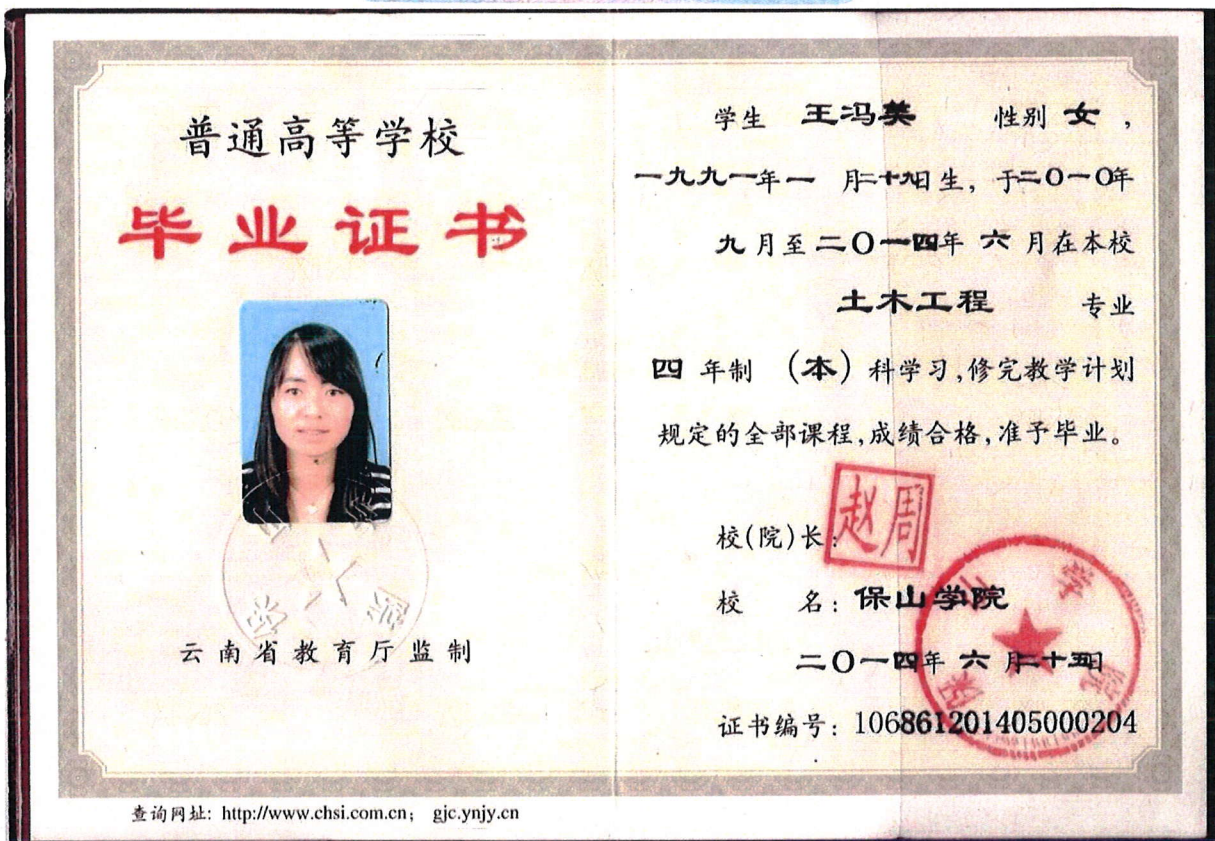 普通高等学校
毕业证书
云南省教育厅监制
查询网址: http://www.chsi.com.cn; gjc.ynjy.cn
学生 王冯美 性别 女,
一九九一年一 月二十九日生, 于二〇一〇年
九月至二〇一四年 六 月在本校
土木工程 专业
四 年制 (本) 科学习,修完教学计划
规定的全部课程,成绩合格,准予毕业。
校(院)长:
赵周
校 名: 保山学院
二〇一四年 六 月二十五日
证书编号: 106861201405000204
保山学院